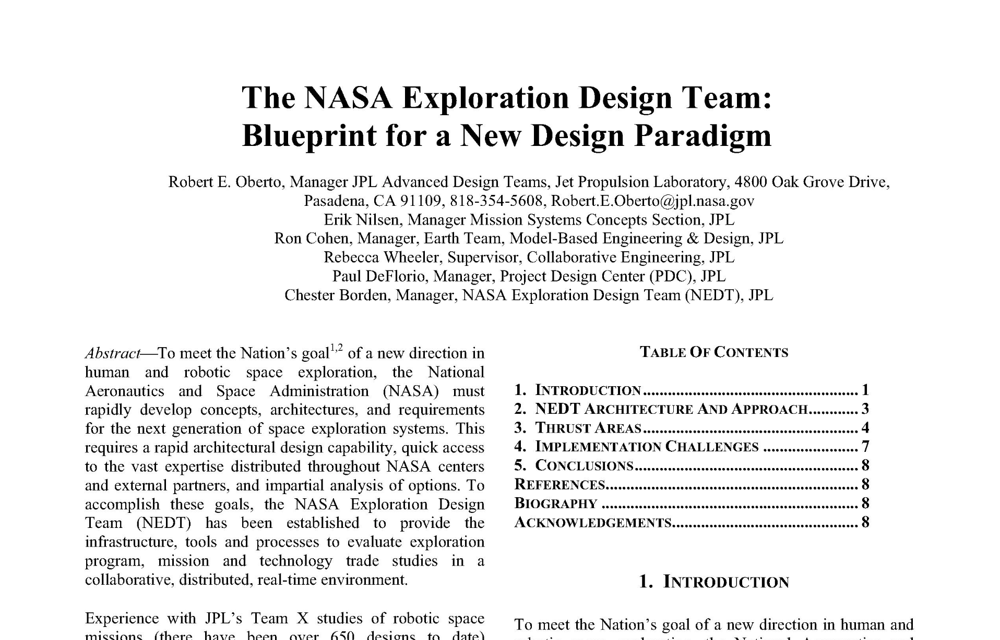 The NASA Exploration Design Team:
Blueprint for a New Design Paradigm
Robert E. Oberto, Manager JPL Advanced Design Teams, Jet Propulsion Laboratory, 4800 Oak Grove Drive,
Pasadena, CA 91109, 818-354-5608, Robert.E.Oberto@jpl.nasa.gov
Erik Nilsen, Manager Mission Systems Concepts Section, JPL
Ron Cohen, Manager, Earth Team, Model-Based Engineering & Design, JPL
Rebecca Wheeler, Supervisor, Collaborative Engineering, JPL
Paul DeFlorio, Manager, Project Design Center (PDC), JPL
Chester Borden, Manager, NASA Exploration Design Team (NEDT), JPL
Abstract—To meet the Nation's goal1,2 of a new direction in
human and robotic space exploration, the National
Aeronautics and Space Administration (NASA) must
rapidly develop concepts, architectures, and requirements
for the next generation of space exploration systems. This
requires a rapid architectural design capability, quick access
to the vast expertise distributed throughout NASA centers
and external partners, and impartial analysis of options. To
accomplish these goals, the NASA Exploration Design
Team (NEDT) has been established to provide the
infrastructure, tools and processes to evaluate exploration
program, mission and technology trade studies in a
collaborative, distributed, real-time environment.
Experience with JPL's Team X studies of robotic space
missions (there have been over 650 designs to date)
TABLE OF CONTENTS
1. INTRODUCTION.................................................... 1
2. NEDT ARCHITECTURE AND APPROACH............ 3
3. THRUST AREAS.................................................... 4
4. IMPLEMENTATION CHALLENGES ....................... 7
5. CONCLUSIONS...................................................... 8
REFERENCES............................................................. 8
BIOGRAPHY .............................................................. 8
ACKNOWLEDGEMENTS............................................. 8
1. INTRODUCTION
To meet the Nation's goal of a new direction in human and